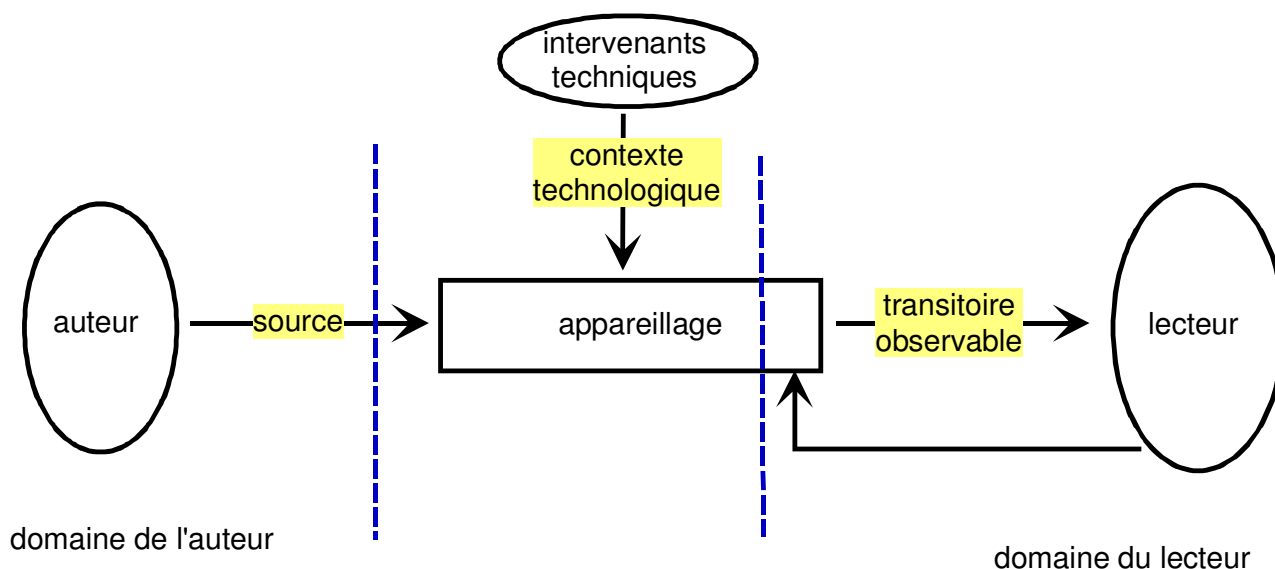 intervenants
techniques
contexte
technologique
auteur
source
appareillage
transitoire
observable
lecteur
domaine de l'auteur
domaine du lecteur